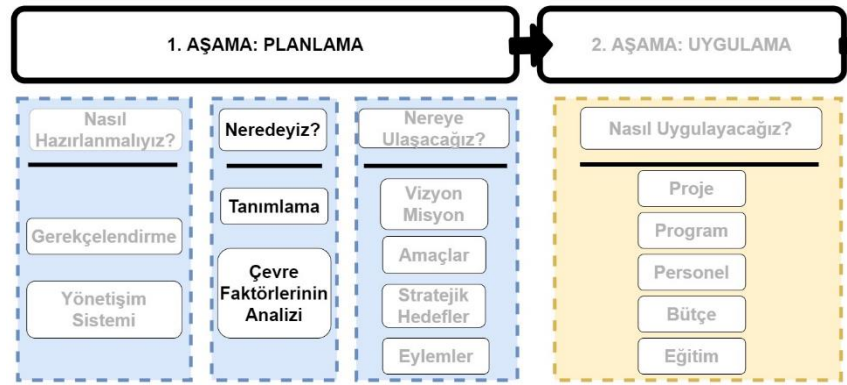 1. AŞAMA: PLANLAMA
2. AŞAMA: UYGULAMA
Nasıl
Hazırlanmalıyız?
Gerekçelendirme
Yönetişim
Sistemi
Neredeyiz?
Tanımlama
Çevre
Faktörlerinin
Analizi
Nereye
Ulaşacağız?
Vizyon
Misyon
Amaçlar
Stratejik
Hedefler
Eylemler
Nasıl Uygulayacağız?
Proje
Program
Personel
Bütçe
Eğitim